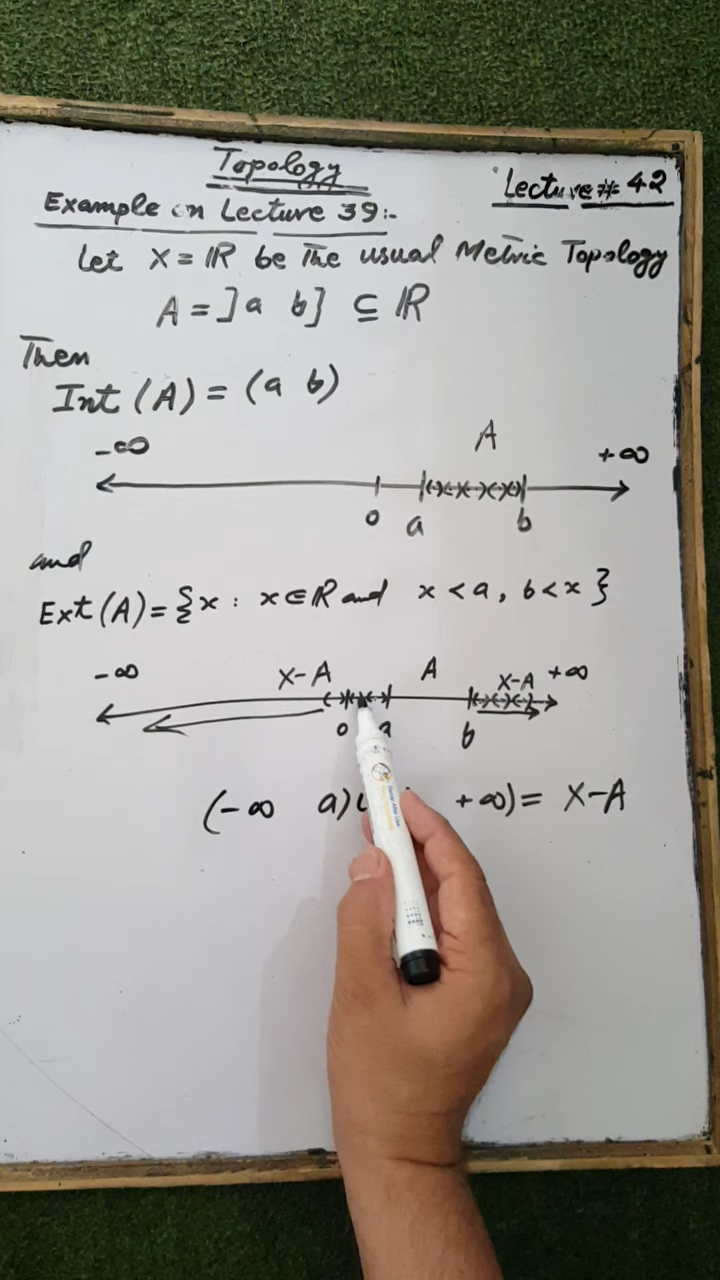 Topology
Lecture # 42
Example on Lecture 39:-
Let X = ℝ be the usual Metric Topology
A = ]a b] ⊆ ℝ
Then
Int (A) = (a b)
A
-∞ +∞
0 a b
and
Ext (A) = {x : x ∈ ℝ and x < a, b < x }
-∞ X-A A X-A +∞
0 a b
(-∞ a) ∪ +∞) = X-A